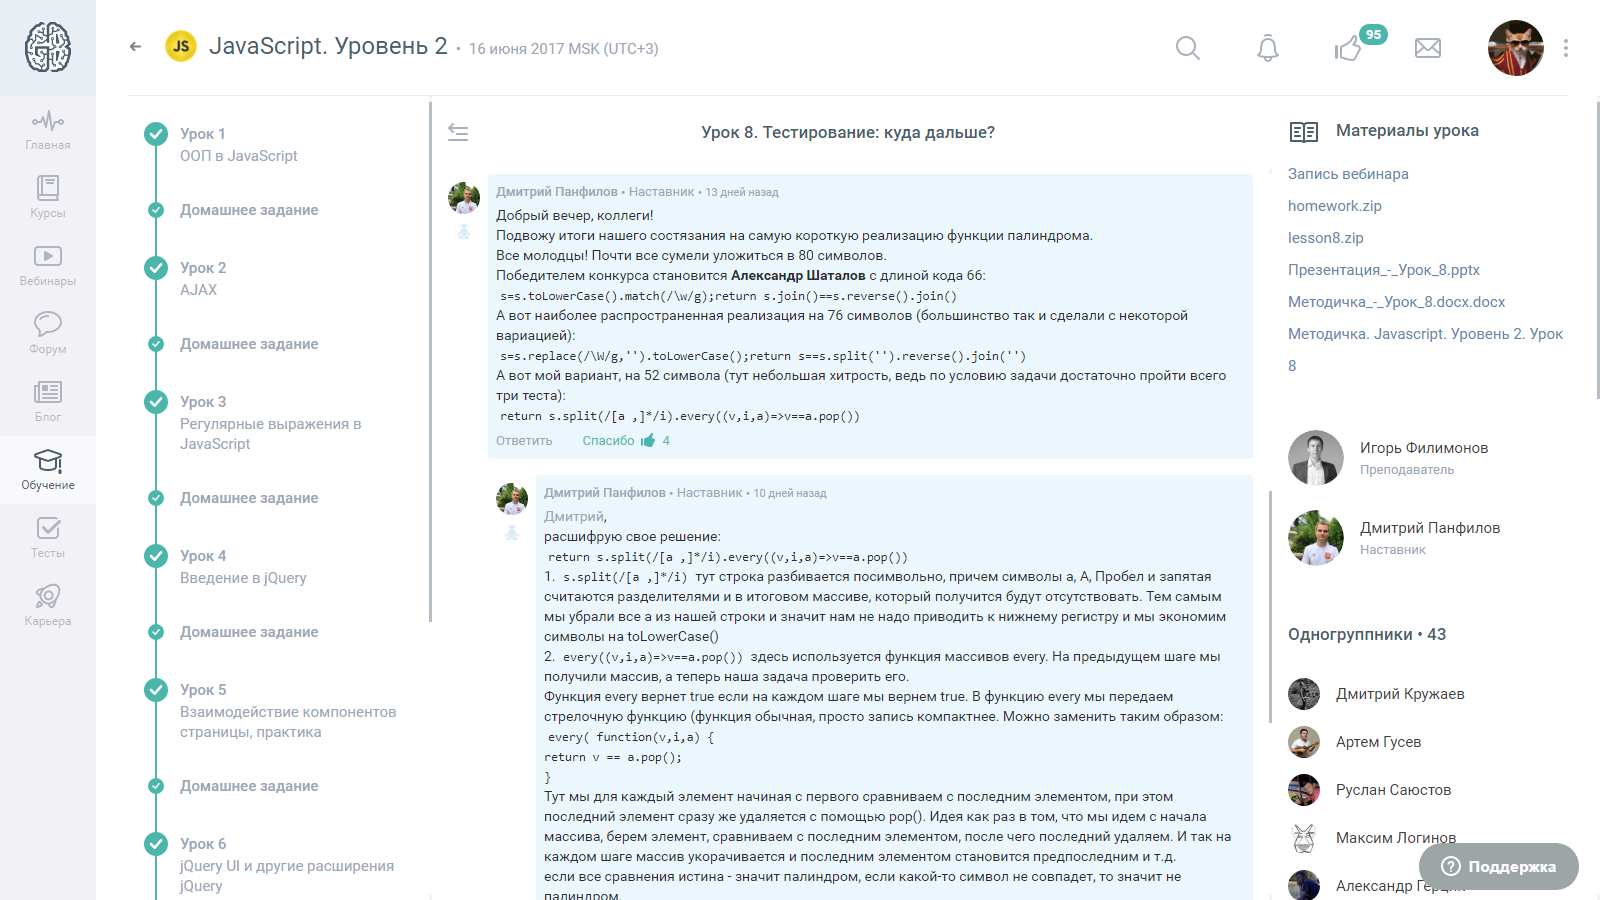 JS JavaScript. Уровень 2 • 16 июня 2017 MSK (UTC+3)
95
Главная
Курсы
Вебинары
Форум
Блог
Обучение
Тесты
Карьера
Урок 1
ООП в JavaScript
Домашнее задание
Урок 2
AJAX
Домашнее задание
Урок 3
Регулярные выражения в
JavaScript
Домашнее задание
Урок 4
Введение в jQuery
Домашнее задание
Урок 5
Взаимодействие компонентов
страницы, практика
Домашнее задание
Урок 6
jQuery UI и другие расширения
jQuery
Урок 8. Тестирование: куда дальше?
Дмитрий Панфилов • Наставник • 13 дней назад
Добрый вечер, коллеги!
Подвожу итоги нашего состязания на самую короткую реализацию функции палиндрома.
Все молодцы! Почти все сумели уложиться в 80 символов.
Победителем конкурса становится Александр Шаталов с длиной кода 66:
s=s.toLowerCase().match(/\w/g);return s.join()==s.reverse().join()
А вот наиболее распространенная реализация на 76 символов (большинство так и сделали с некоторой
вариацией):
s=s.replace(/\W/g,'').toLowerCase();return s==s.split('').reverse().join('')
А вот мой вариант, на 52 символа (тут небольшая хитрость, ведь по условию задачи достаточно пройти всего
три теста):
return s.split(/[a ,]*/i).every((v,i,a)=>v==a.pop())
Ответить Спасибо 4
Дмитрий Панфилов • Наставник • 10 дней назад
Дмитрий,
расшифрую свое решение:
return s.split(/[a ,]*/i).every((v,i,a)=>v==a.pop())
1. s.split(/[a ,]*/i) тут строка разбивается посимвольно, причем символы a, A, Пробел и запятая
считаются разделителями и в итоговом массиве, который получится будут отсутствовать. Тем самым
мы убрали все a из нашей строки и значит нам не надо приводить к нижнему регистру и мы экономим
символы на toLowerCase()
2. every((v,i,a)=>v==a.pop()) здесь используется функция массивов every. На предыдущем шаге мы
получили массив, а теперь наша задача проверить его.
Функция every вернет true если на каждом шаге мы вернем true. В функцию every мы передаем
стрелочную функцию (функция обычная, просто запись компактнее. Можно заменить таким образом:
every( function(v,i,a) {
return v == a.pop();
}
Тут мы для каждый элемент начиная с первого сравниваем с последним элементом, при этом
последний элемент сразу же удаляется с помощью pop(). Идея как раз в том, что мы идем с начала
массива, берем элемент, сравниваем с последним элементом, после чего последний удаляем. И так на
каждом шаге массив укорачивается и последним элементом становится предпоследним и т.д.
если все сравнения истина - значит палиндром, если какой-то символ не совпадет, то значит не
палиндром.
Материалы урока
Запись вебинара
homework.zip
lesson8.zip
Презентация_-_Урок_8.pptx
Методичка_-_Урок_8.docx.docx
Методичка. Javascript. Уровень 2. Урок
8
Игорь Филимонов
Преподаватель
Дмитрий Панфилов
Наставник
Одногруппники • 43
Дмитрий Кружаев
Артем Гусев
Руслан Саюстов
Максим Логинов
Александр
Поддержка